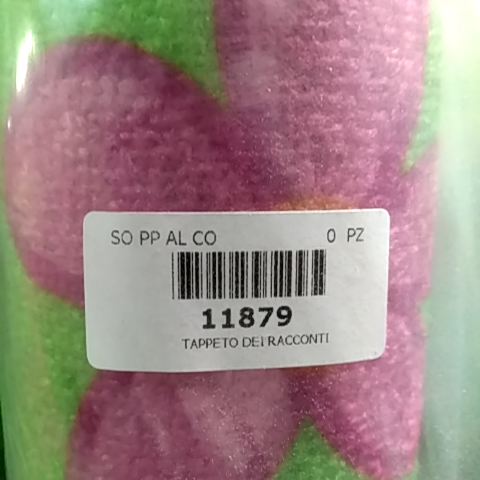 SO PP AL CO 0 PZ
11879
TAPPETO DEI RACCONTI